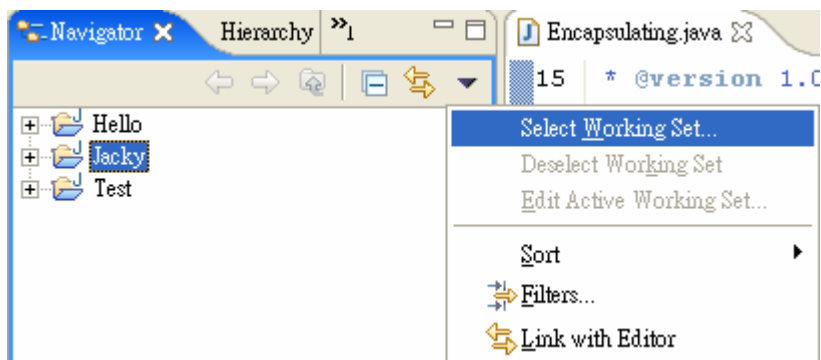 Navigator Hierarchy »1
Encapsulating.java
15 * @version 1.0
Hello
Jacky
Test
Select Working Set...
Deselect Working Set
Edit Active Working Set...
Sort
Filters...
Link with Editor